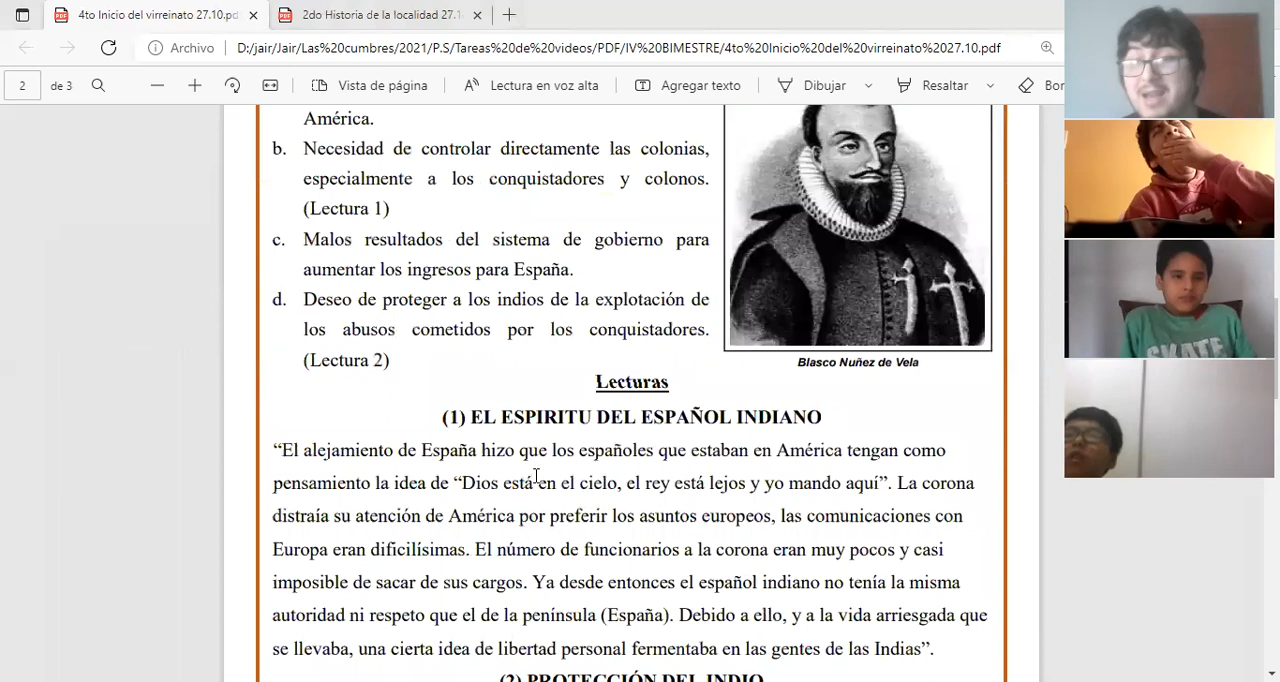 4to Inicio del virreinato 27.10.pd
2do Historia de la localidad 27.1
Archivo
D:/jair/Jair/Las%20cumbres/2021/P.S/Tareas%20de%20videos/PDF/IV%20BIMESTRE/4to%20Inicio%20del%20virreinato%2027.10.pdf
2 de 3
Vista de página
Lectura en voz alta
Agregar texto
Dibujar
Resaltar
Bor
América.
b. Necesidad de controlar directamente las colonias,
especialmente a los conquistadores y colonos.
(Lectura 1)
c. Malos resultados del sistema de gobierno para
aumentar los ingresos para España.
d. Deseo de proteger a los indios de la explotación de
los abusos cometidos por los conquistadores.
(Lectura 2)
Blasco Nuñez de Vela
Lecturas
(1) EL ESPIRITU DEL ESPAÑOL INDIANO
“El alejamiento de España hizo que los españoles que estaban en América tengan como
pensamiento la idea de “Dios está en el cielo, el rey está lejos y yo mando aquí”. La corona
distraía su atención de América por preferir los asuntos europeos, las comunicaciones con
Europa eran dificilísimas. El número de funcionarios a la corona eran muy pocos y casi
imposible de sacar de sus cargos. Ya desde entonces el español indiano no tenía la misma
autoridad ni respeto que el de la península (España). Debido a ello, y a la vida arriesgada que
se llevaba, una cierta idea de libertad personal fermentaba en las gentes de las Indias”.
(2) PROTECCIÓN DEL INDIO
SKATE